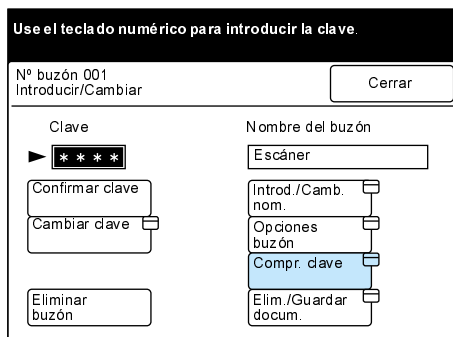 Use el teclado numérico para introducir la clave.
Nº buzón 001
Introducir/Cambiar
Cerrar
Clave
Nombre del buzón
* * * *
Escáner
Confirmar clave
Introd./Camb.
nom.
Cambiar clave
Opciones
buzón
Compr. clave
Eliminar
buzón
Elim./Guardar
docum.